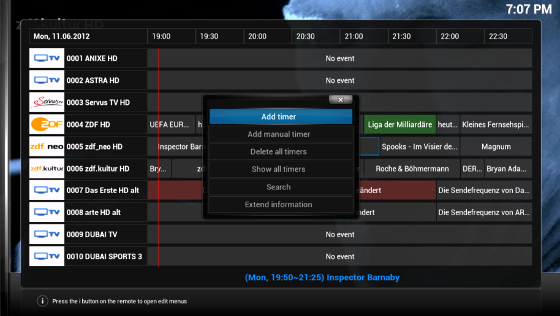 7:07 PM
zdf.kultur HD
Mon, 11.06.2012 19:00 19:30 20:00 20:30 21:00 21:30 22:00 22:30
TV 0001 ANIXE HD No event
TV 0002 ASTRA HD No event
ServusTV 0003 Servus TV HD
ZDF 0004 ZDF HD UEFA EUR... Liga der Milliardäre heut... Kleines Fernsehspi...
zdf neo 0005 zdf_neo HD Inspector Barn Spooks - Im Visier de... Magnum
zdf.kultur 0006 zdf.kultur HD Bry... Roche & Böhmermann DER... Bryan Ada...
TV 0007 Das Erste HD alt ändert Die Sendefrequenz von Da...
TV 0008 arte HD alt ndert Die Sendefrequenz von AR...
TV 0009 DUBAI TV No event
TV 0010 DUBAI SPORTS 3 No event
Add timer
Add manual timer
Delete all timers
Show all timers
Search
Extend information
(Mon, 19:50~21:25) Inspector Barnaby
i Press the i button on the remote to open edit menus